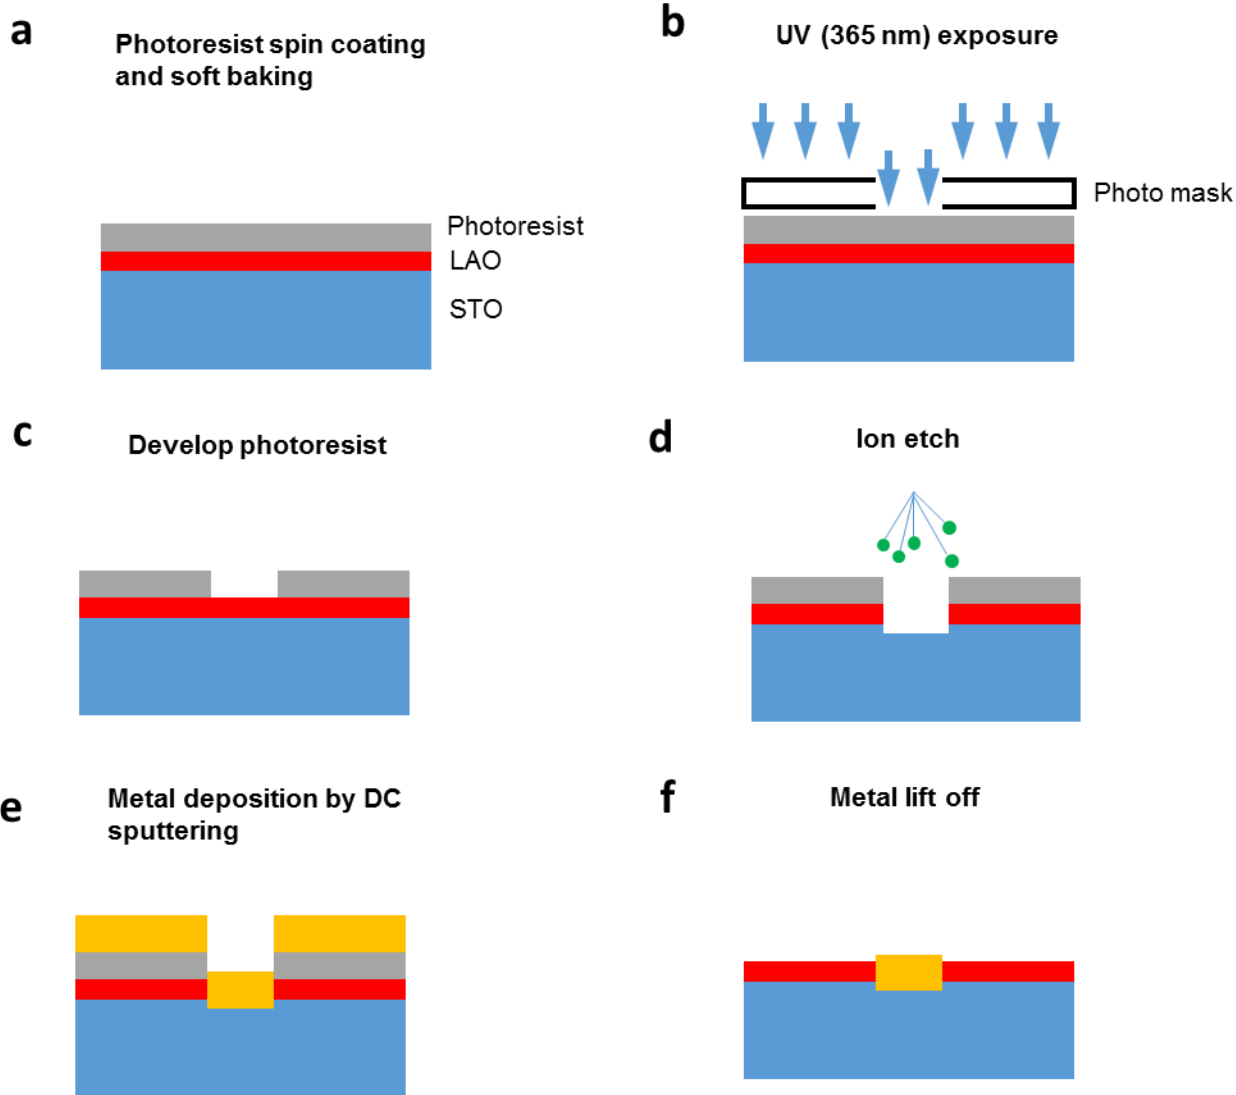 a
Photoresist spin coating
and soft baking
Photoresist
LAO
STO
b
UV (365 nm) exposure
Photo mask
c
Develop photoresist
d
Ion etch
e
Metal deposition by DC
sputtering
f
Metal lift off